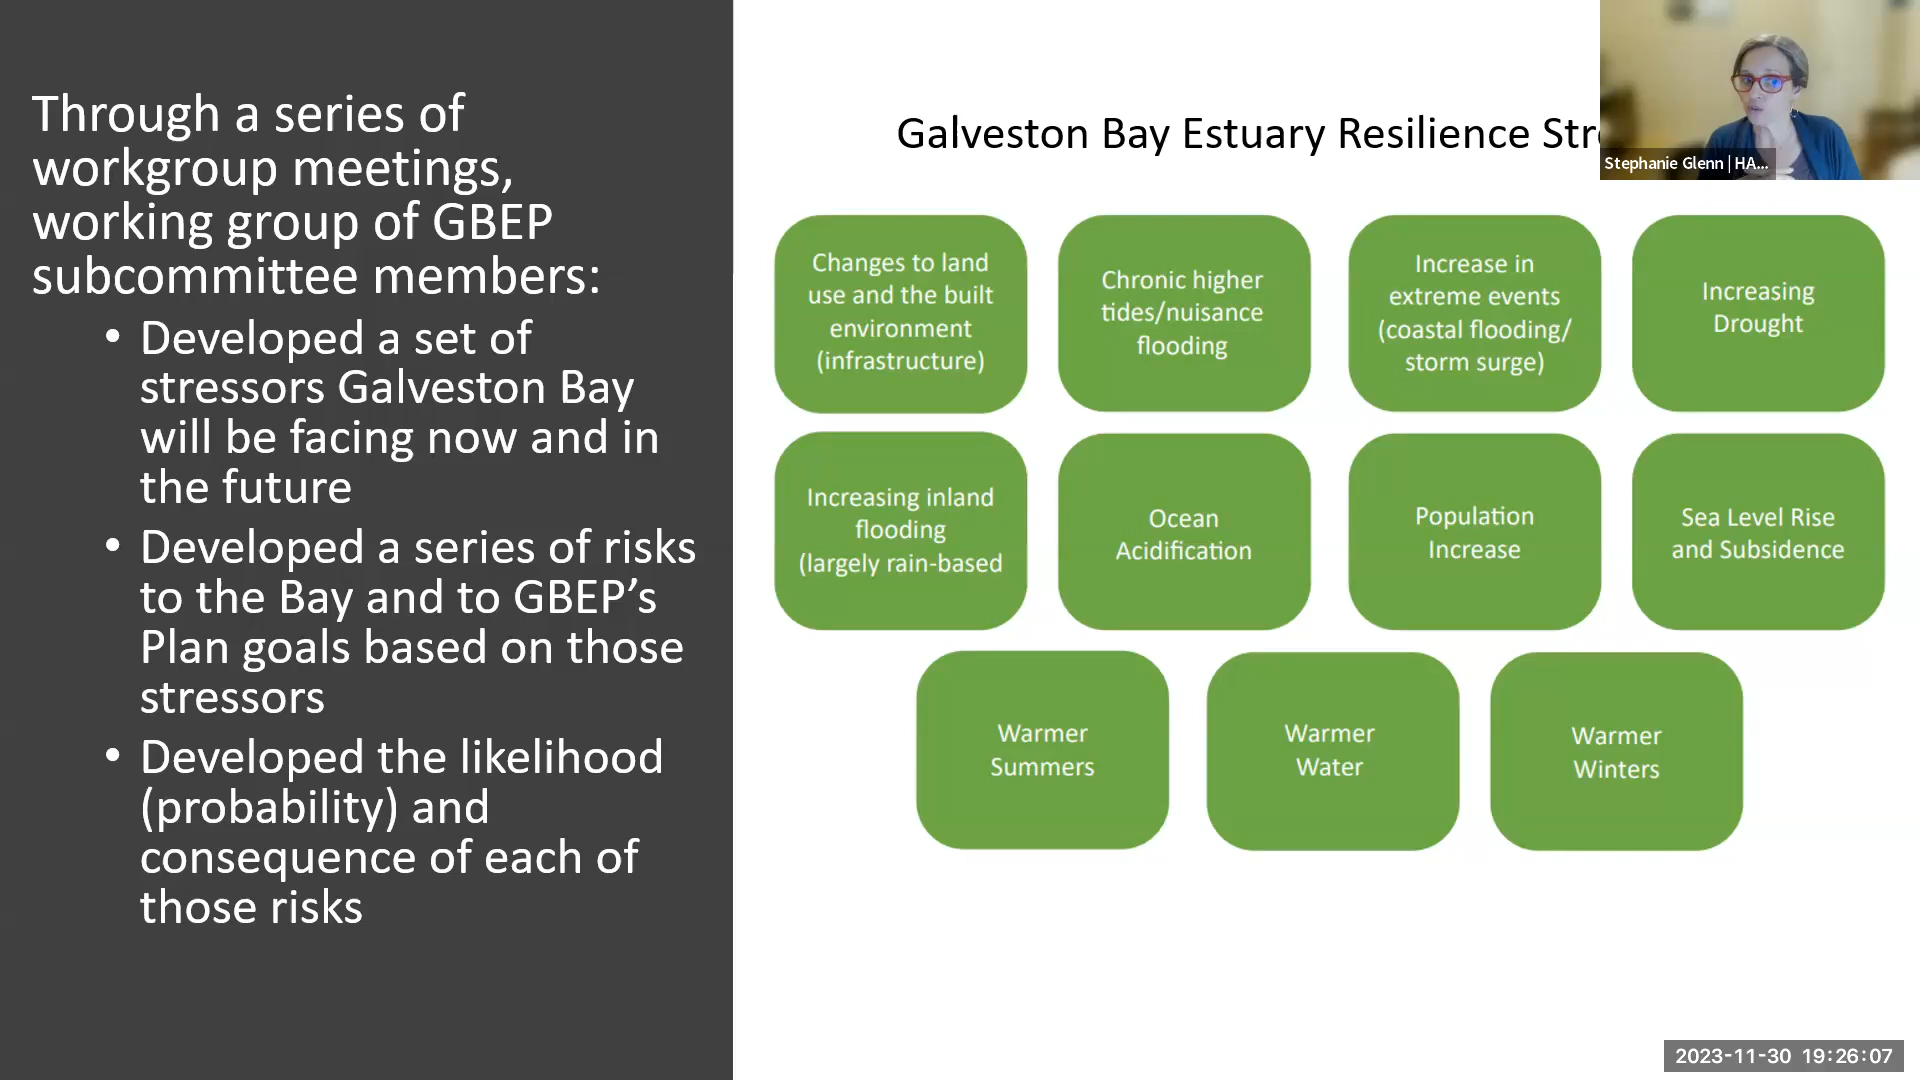 Through a series of
workgroup meetings,
working group of GBEP
subcommittee members:
• Developed a set of
stressors Galveston Bay
will be facing now and in
the future
• Developed a series of risks
to the Bay and to GBEP’s
Plan goals based on those
stressors
• Developed the likelihood
(probability) and
consequence of each of
those risks
Galveston Bay Estuary Resilience
Stephanie Glenn | HA...
Changes to land
use and the built
environment
(infrastructure)
Chronic higher
tides/nuisance
flooding
Increase in
extreme events
(coastal flooding/
storm surge)
Increasing
Drought
Increasing inland
flooding
(largely rain-based
Ocean
Acidification
Population
Increase
Sea Level Rise
and Subsidence
Warmer
Summers
Warmer
Water
Warmer
Winters
2023-11-30 19:26:07